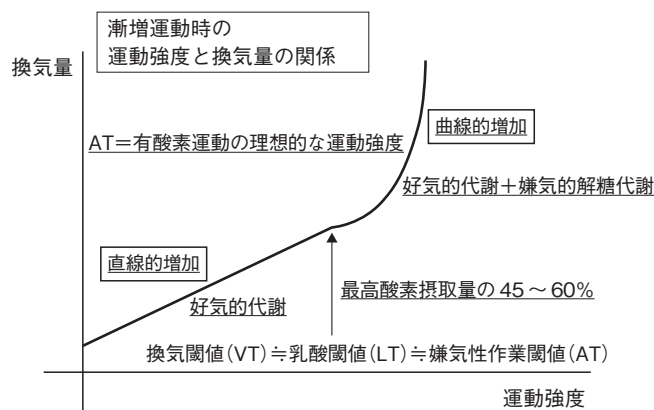 漸増運動時の
運動強度と換気量の関係
換気量
AT＝有酸素運動の理想的な運動強度
曲線的増加
好気的代謝＋嫌気的解糖代謝
直線的増加
好気的代謝
最高酸素摂取量の 45～60%
換気閾値(VT)≒乳酸閾値(LT)≒嫌気性作業閾値(AT)
運動強度